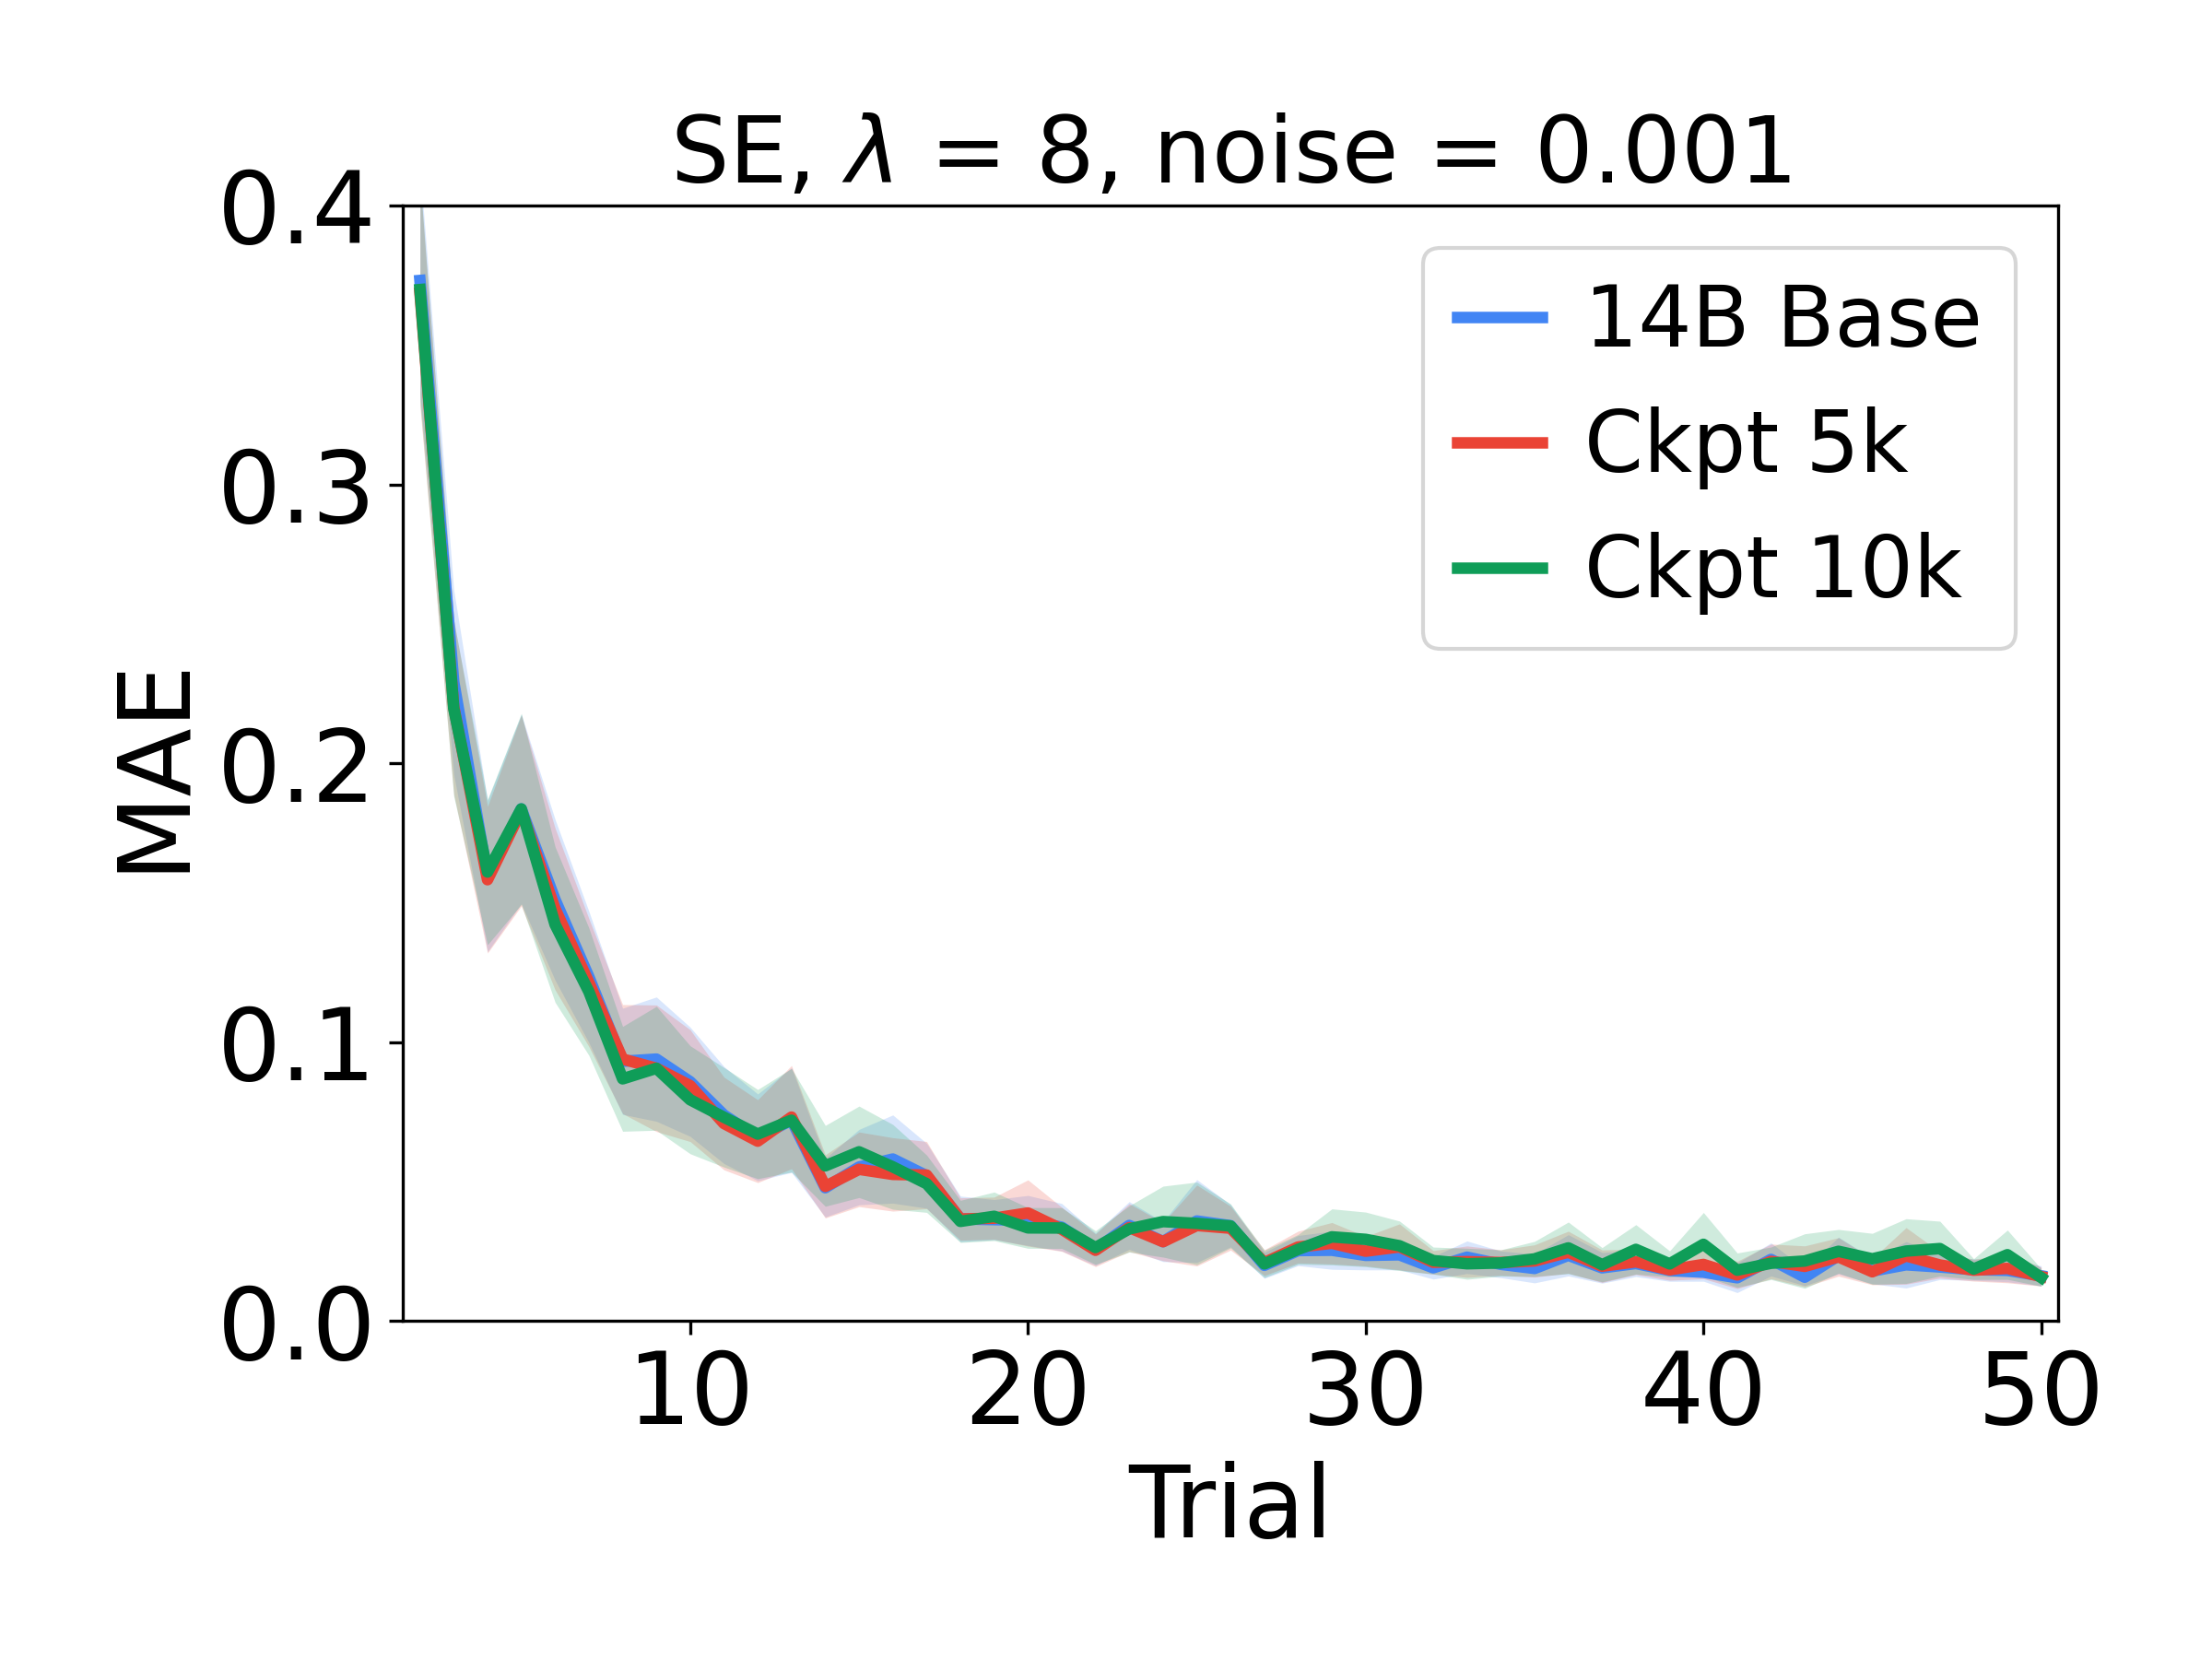 SE, λ = 8, noise = 0.001
0.4
0.3
0.2
0.1
0.0
MAE
14B Base
Ckpt 5k
Ckpt 10k
10 20 30 40 50
Trial